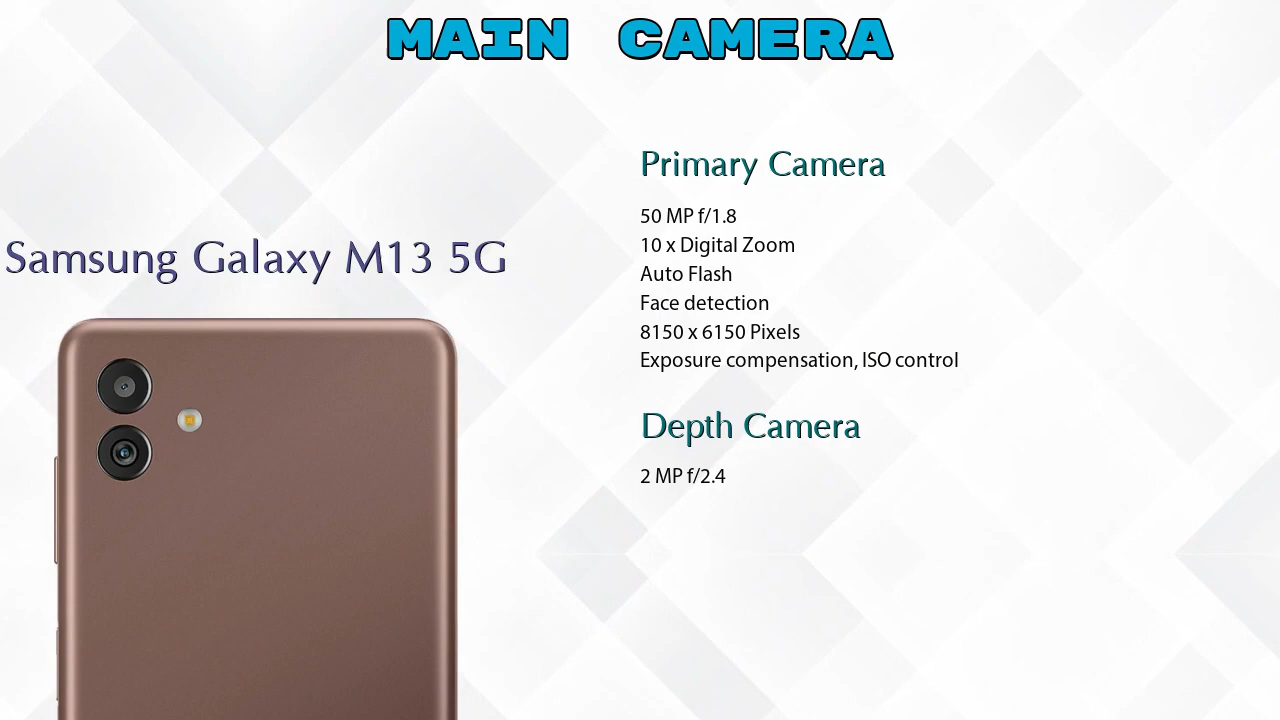 MAIN CAMERA
Samsung Galaxy M13 5G
Primary Camera
50 MP f/1.8
10 x Digital Zoom
Auto Flash
Face detection
8150 x 6150 Pixels
Exposure compensation, ISO control
Depth Camera
2 MP f/2.4